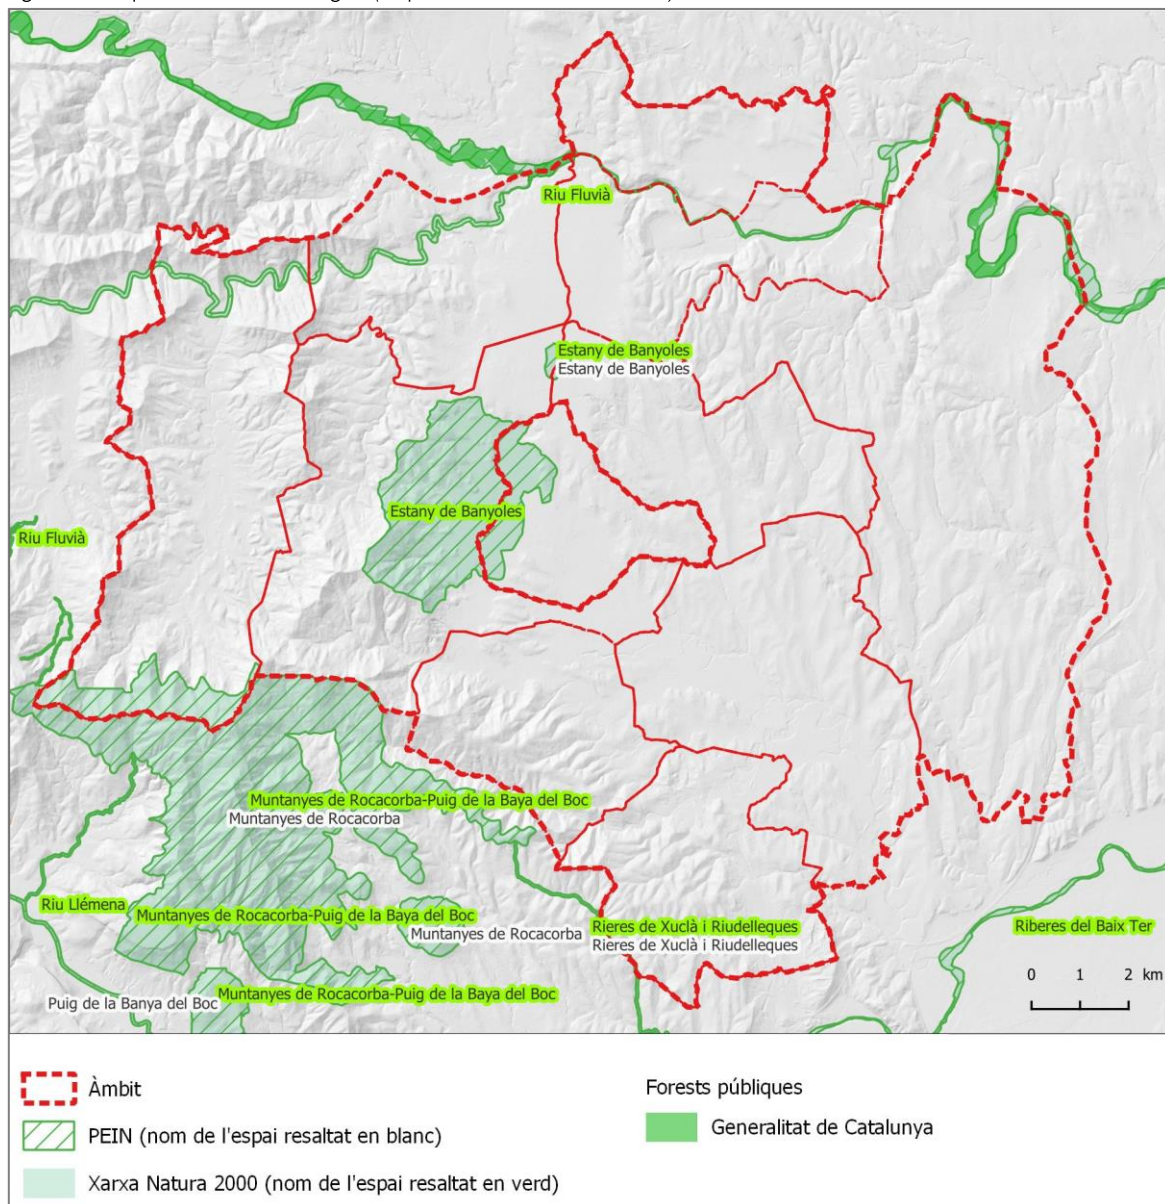 Riu Fluvià
Estany de Banyoles
Estany de Banyoles
Estany de Banyoles
Riu Fluvià
Muntanyes de Rocacorba-Puig de la Baya del Boc
Muntanyes de Rocacorba
Riu Llémena
Muntanyes de Rocacorba-Puig de la Baya del Boc
Muntanyes de Rocacorba
Rieres de Xuclà i Riudelleques
Rieres de Xuclà i Riudelleques
Riberes del Baix Ter
Muntanyes de Rocacorba-Puig de la Baya del Boc
Puig de la Banya del Boc
0 1 2 km
Àmbit
PEIN (nom de l'espai resaltat en blanc)
Xarxa Natura 2000 (nom de l'espai resaltat en verd)
Forests públiques
Generalitat de Catalunya